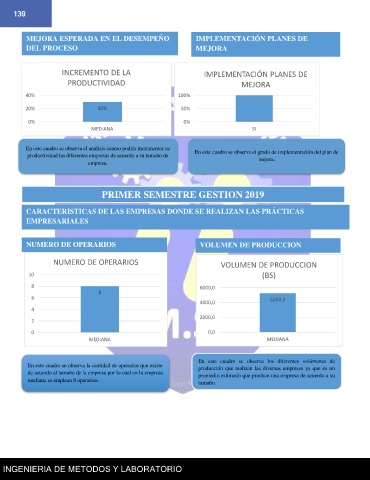 139
MEJORA ESPERADA EN EL DESEMPEÑO
DEL PROCESO
IMPLEMENTACIÓN PLANES DE
MEJORA
INCREMENTO DE LA
PRODUCTIVIDAD
40%
20%
0%
30%
MEDIANA
IMPLEMENTACIÓN PLANES DE
MEJORA
100%
50%
0%
SI
En este cuadro se observa el análisis cuanto podría incrementar su
productividad las diferentes empresas de acuerdo a su tamaño de
empresa.
En este cuadro se observa el grado de implementación del plan de
mejora.
PRIMER SEMESTRE GESTION 2019
CARACTERISTICAS DE LAS EMPRESAS DONDE SE REALIZAN LAS PRÁCTICAS
EMPRESARIALES
NUMERO DE OPERARIOS
VOLUMEN DE PRODUCCION
NUMERO DE OPERARIOS
10
8
6
4
2
0
8
MEDIANA
VOLUMEN DE PRODUCCION
(BS)
6000,0
4000,0
2000,0
0,0
MEDIANA
En este cuadro se observa la cantidad de operarios que existe
de acuerdo al tamaño de la empresa por lo cual en la empresa
mediana se emplean 8 operarios.
En este cuadro se observa los diferentes volúmenes de
producción que realizan las diversas empresas ya que es un
promedio estimado que produce una empresa de acuerdo a su
tamaño.
INGENIERIA DE METODOS Y LABORATORIO